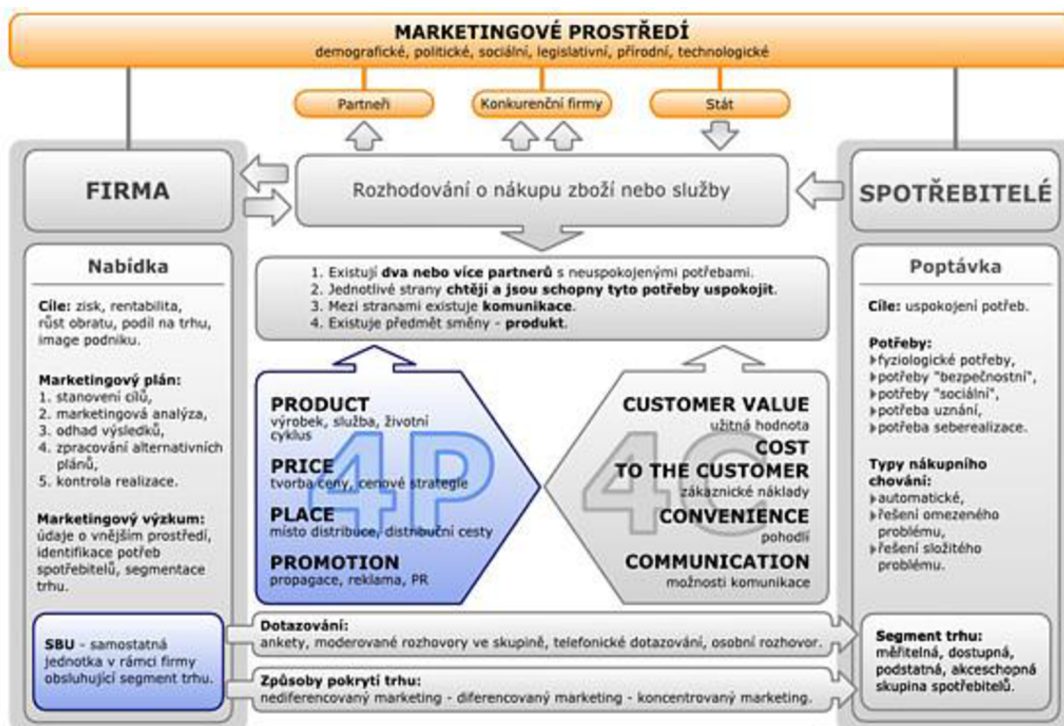 MARKETINGOVÉ PROSTŘEDÍ
demografické, politické, sociální, legislativní, přírodní, technologické
Partneři
Konkurenční firmy
Stát
FIRMA
Rozhodování o nákupu zboží nebo služby
SPOTŘEBITELÉ
Nabídka
Cíle: zisk, rentabilita,
růst obratu, podíl na trhu,
image podniku.
Marketingový plán:
1. stanovení cílů,
2. marketingová analýza,
3. odhad výsledků,
4. zpracování alternativních
plánů,
5. kontrola realizace.
Marketingový výzkum:
údaje o vnějším prostředí,
identifikace potřeb
spotřebitelů, segmentace
trhu.
SBU - samostatná
jednotka v rámci firmy
obsluhující segment trhu.
1. Existují dva nebo více partnerů s neuspokojenými potřebami.
2. Jednotlivé strany chtějí a jsou schopny tyto potřeby uspokojit.
3. Mezi stranami existuje komunikace.
4. Existuje předmět směny - produkt.
4P
PRODUCT
výrobek, služba, životní
cyklus
PRICE
tvorba ceny, cenové strategie
PLACE
místo distribuce, distribuční cesty
PROMOTION
propagace, reklama, PR
4C
CUSTOMER VALUE
užitná hodnota
COST
TO THE CUSTOMER
zákaznické náklady
CONVENIENCE
pohodlí
COMMUNICATION
možnosti komunikace
Dotazování:
ankety, moderované rozhovory ve skupině, telefonické dotazování, osobní rozhovor.
Způsoby pokrytí trhu:
nediferencovaný marketing - diferencovaný marketing - koncentrovaný marketing.
Poptávka
Cíle: uspokojení potřeb.
Potřeby:
fyziologické potřeby,
potřeby "bezpečnostní",
potřeby "sociální",
potřeba uznání,
potřeba seberealizace.
Typy nákupního
chování:
automatické,
řešení omezeného
problému,
řešení složitého
problému.
Segment trhu:
měřitelná, dostupná,
podstatná, akceschopná
skupina spotřebitelů.